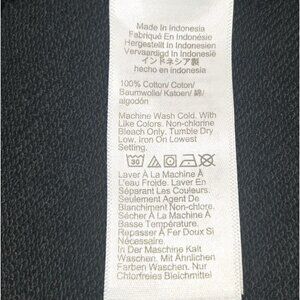 Made In Indonesia
Fabriqué En Indonésie
Hergestellt In Indonesien
Vervaardigd In Indonesië
インドネシア製
hecho en indonesia
100% Cotton/ Coton/
Baumwolle/ Katoen/ 綿/
algodón
Machine Wash Cold. With
Like Colors. Non-chlorine
Bleach Only. Tumble Dry
Low. Iron On Lowest
Setting.
30
Laver À La Machine À
L'eau Froide. Laver En
Séparant Les Couleurs.
Seulement Agent De
Blanchiment Non-chloric.
Sécher À La Machine À
Basse Température.
Repasser À Fer Doux Si
Nécessaire.
In Der Maschine Kalt
Waschen. Mit Ähnlichen
Farben Waschen. Nur
Chlorfreies Bleichmittel